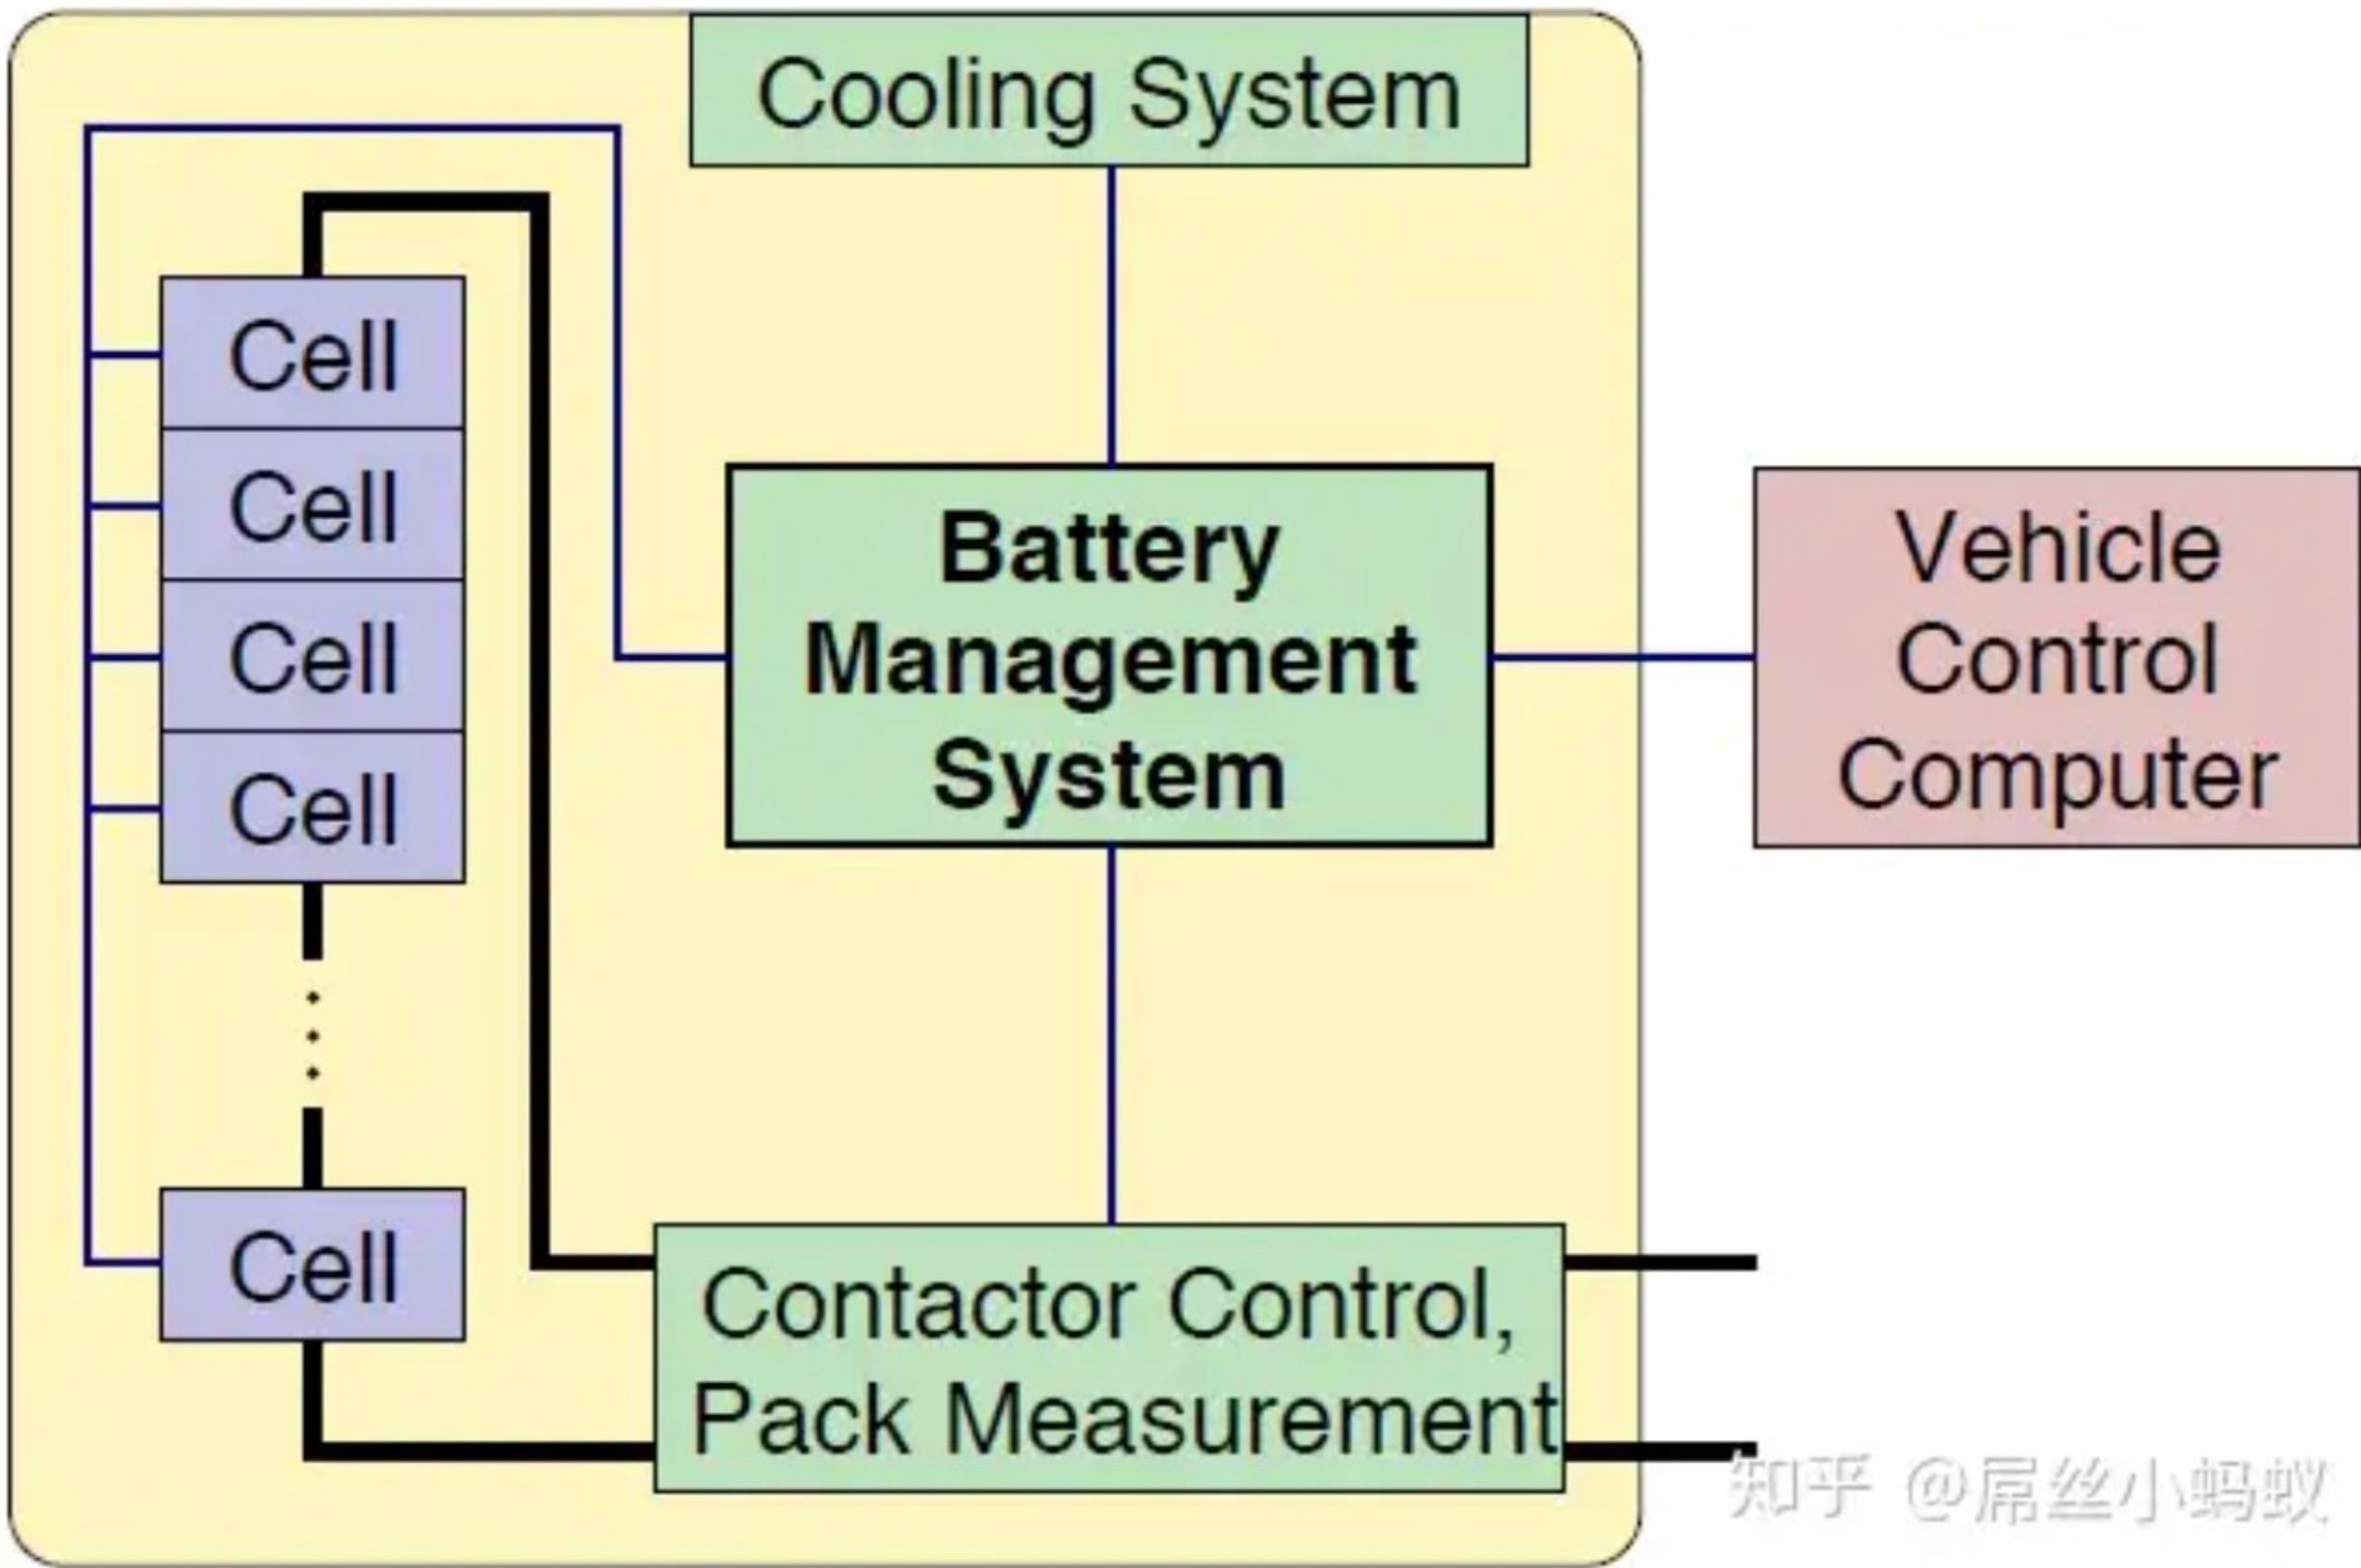 Cooling System
Cell
Cell
Cell
Cell
Cell
Battery
Management
System
Vehicle
Control
Computer
Contactor Control,
Pack Measurement
知乎 @屌丝小蚂蚁